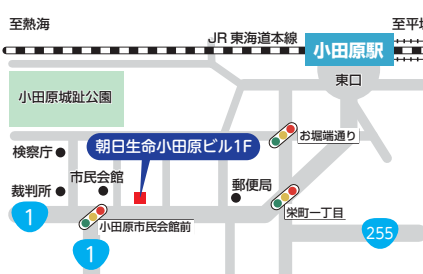 至熱海
至平塚
JR東海道本線
小田原駅
東口
小田原城趾公園
お堀端通り
朝日生命小田原ビル1F
検察庁
市民会館
裁判所
郵便局
1
小田原市民会館前
栄町一丁目
255
1